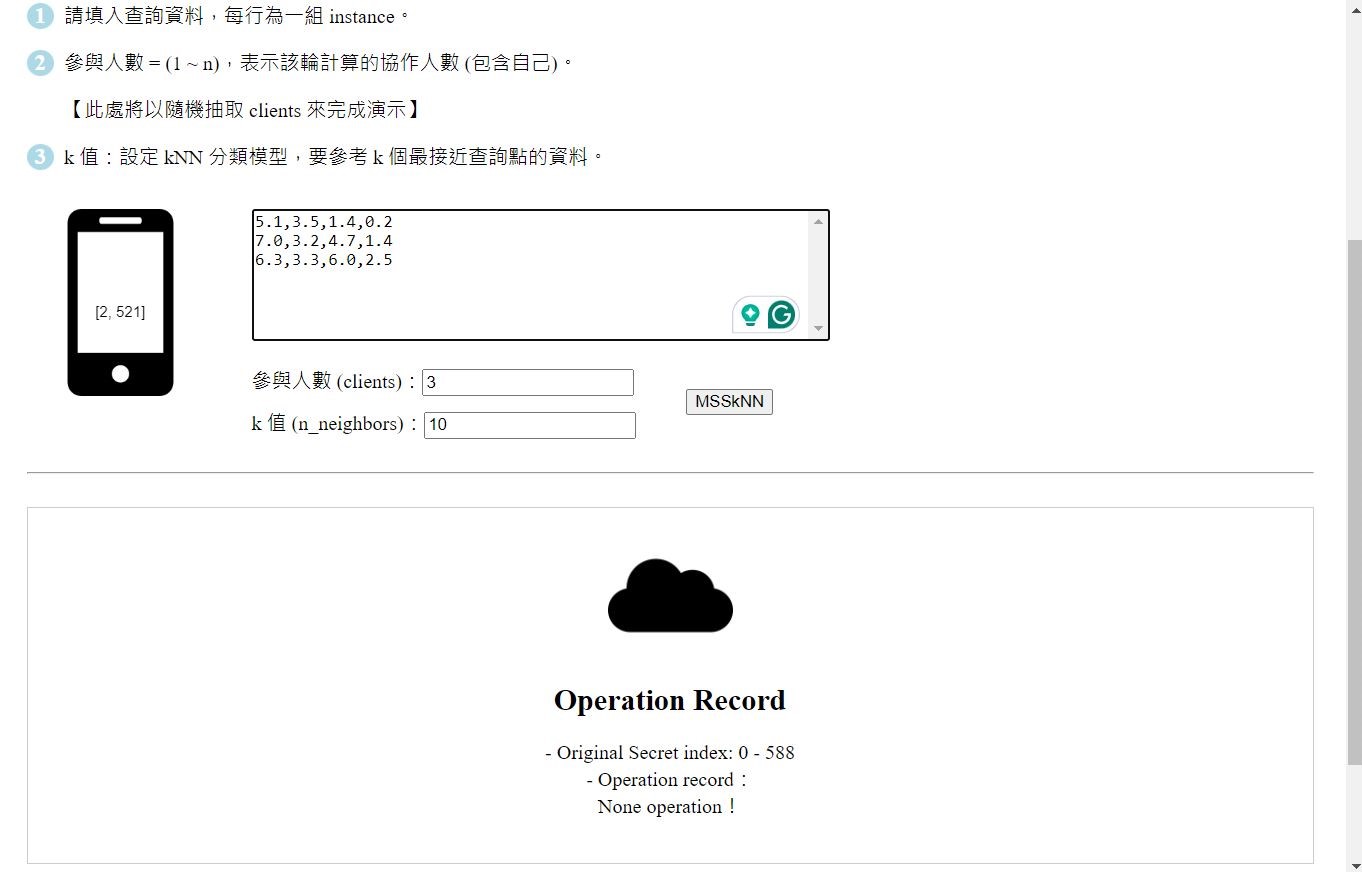 1 請填入查詢資料，每行為一組 instance。
2 參與人數 = (1 ~ n)，表示該輪計算的協作人數 (包含自己)。
【此處將以隨機抽取 clients 來完成演示】
3 k 值：設定 kNN 分類模型，要參考 k 個最接近查詢點的資料。
[2, 521]
5.1,3.5,1.4,0.2
7.0,3.2,4.7,1.4
6.3,3.3,6.0,2.5
參與人數 (clients)：3
k 值 (n_neighbors)：10
MSSkNN
Operation Record
- Original Secret index: 0 - 588
- Operation record：
None operation！